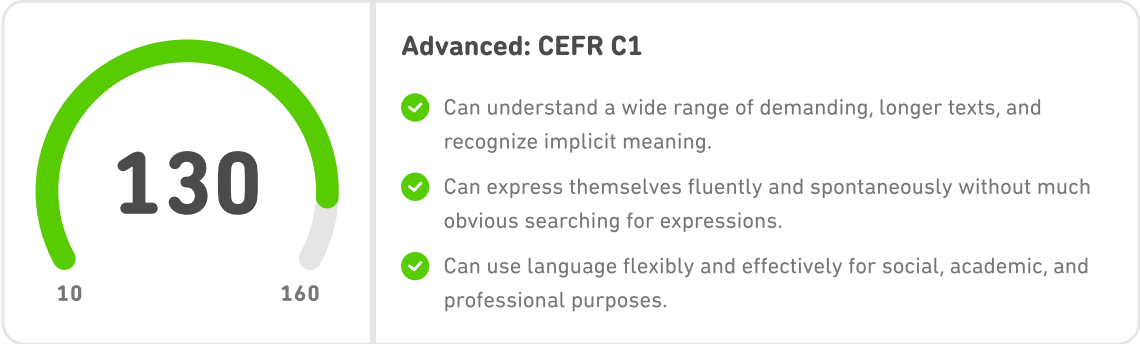 130
10
160
Advanced: CEFR C1
Can understand a wide range of demanding, longer texts, and
recognize implicit meaning.
Can express themselves fluently and spontaneously without much
obvious searching for expressions.
Can use language flexibly and effectively for social, academic, and
professional purposes.